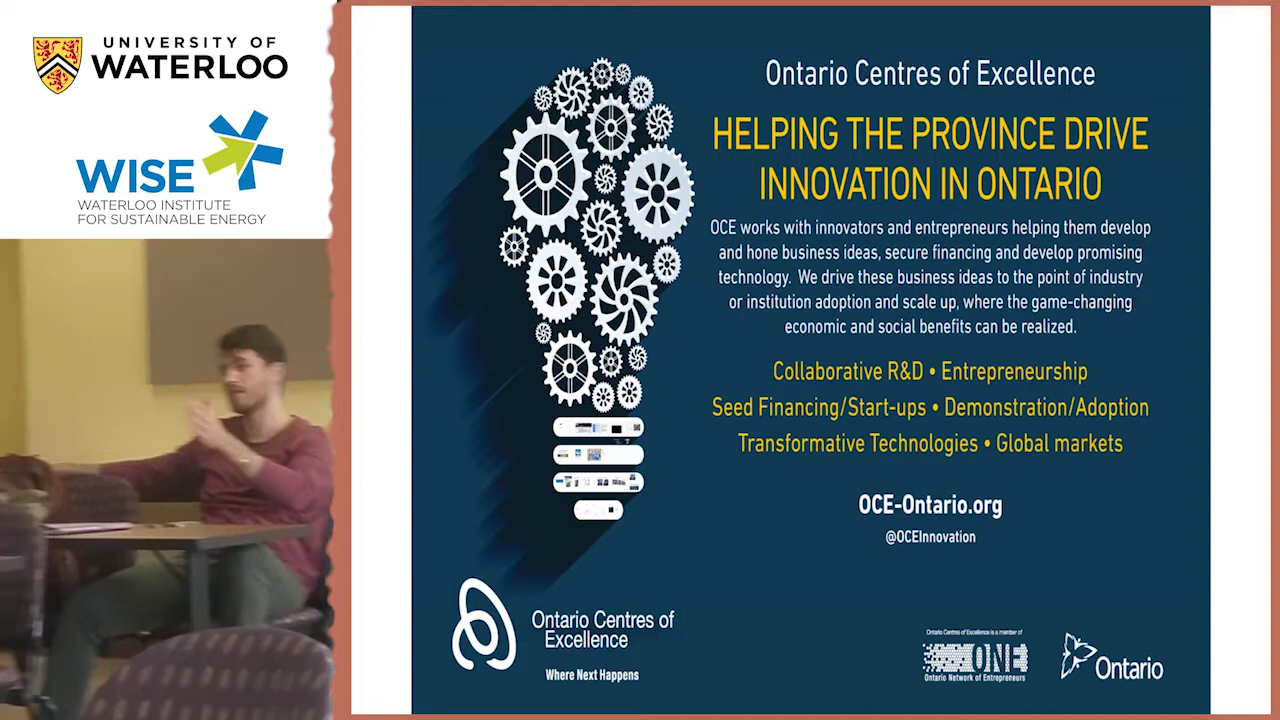 UNIVERSITY OF
WATERLOO
WISE
WATERLOO INSTITUTE
FOR SUSTAINABLE ENERGY
Ontario Centres of Excellence
HELPING THE PROVINCE DRIVE
INNOVATION IN ONTARIO
OCE works with innovators and entrepreneurs helping them develop
and hone business ideas, secure financing and develop promising
technology. We drive these business ideas to the point of industry
or institution adoption and scale up, where the game-changing
economic and social benefits can be realized.
Collaborative R&D • Entrepreneurship
Seed Financing/Start-ups • Demonstration/Adoption
Transformative Technologies • Global markets
OCE-Ontario.org
@OCEInnovation
Ontario Centres of
Excellence
Where Next Happens
Ontario Centres of Excellence is a member of
ONE
Ontario Network of Entrepreneurs
Ontario